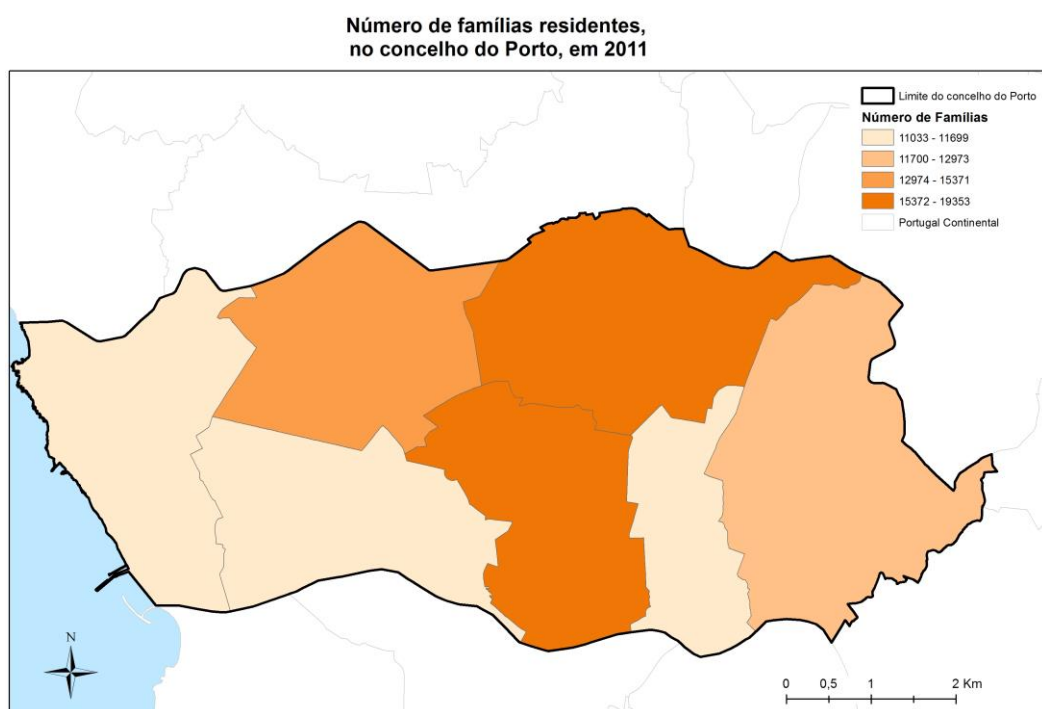 Número de famílias residentes,
no concelho do Porto, em 2011
Limite do concelho do Porto
Número de Famílias
11033 - 11699
11700 - 12973
12974 - 15371
15372 - 19353
Portugal Continental
N
0 0,5 1 2 Km